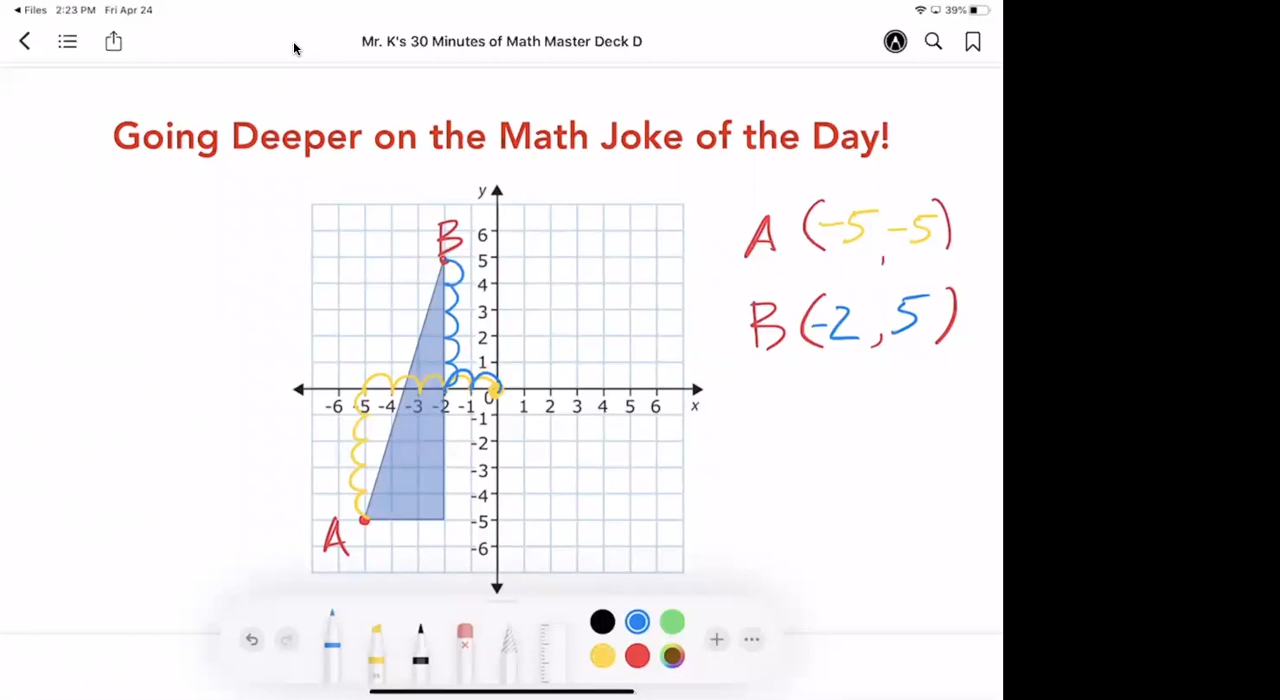 Files 2:23 PM Fri Apr 24 39%
Mr. K's 30 Minutes of Math Master Deck D
Going Deeper on the Math Joke of the Day!
y
B
6
5
4
3
2
1
0
-6 -5 -4 -3 -2 -1 1 2 3 4 5 6 x
-1
-2
-3
-4
-5
-6
A
A (-5, -5)
B (-2, 5)